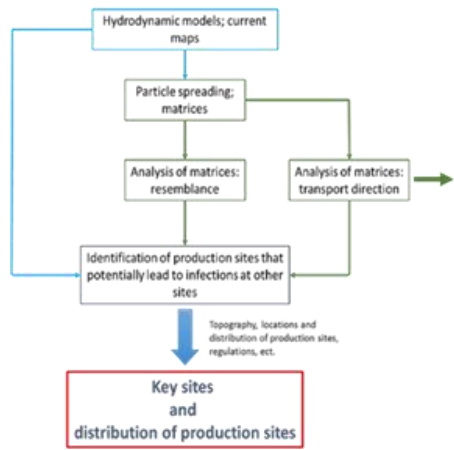 Hydrodynamic models; current
maps
Particle spreading;
matrices
Analysis of matrices:
resemblance
Analysis of matrices:
transport direction
Identification of production sites that
potentially lead to infections at other
sites
Topography, locations and
distribution of production sites,
regulations, ect.
Key sites
and
distribution of production sites